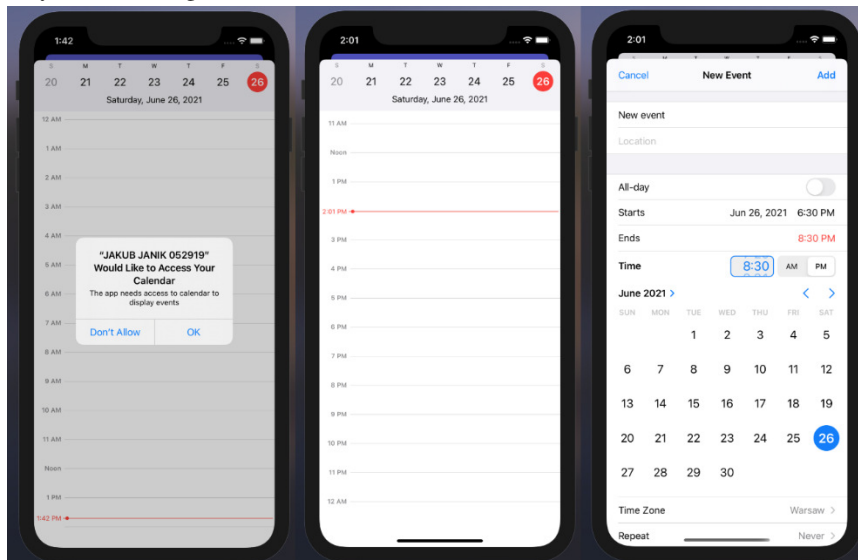 1:42
S M T W T F S
20 21 22 23 24 25 26
Saturday, June 26, 2021
12 AM
1 AM
2 AM
3 AM
4 AM
5 AM
6 AM
7 AM
8 AM
9 AM
10 AM
11 AM
Noon
1 PM
1:42 PM
"JAKUB JANIK 052919"
Would Like to Access Your
Calendar
The app needs access to calendar to
display events
Don't Allow OK
2:01
S M T W T F S
20 21 22 23 24 25 26
Saturday, June 26, 2021
11 AM
Noon
1 PM
2:01 PM
3 PM
4 PM
5 PM
6 PM
7 PM
8 PM
9 PM
10 PM
11 PM
12 AM
2:01
Cancel New Event Add
New event
Location
All-day
Starts Jun 26, 2021 6:30 PM
Ends 8:30 PM
Time 8:30 AM PM
June 2021 >
SUN MON TUE WED THU FRI SAT
1 2 3 4 5
6 7 8 9 10 11 12
13 14 15 16 17 18 19
20 21 22 23 24 25 26
27 28 29 30
Time Zone Warsaw >
Repeat Never >